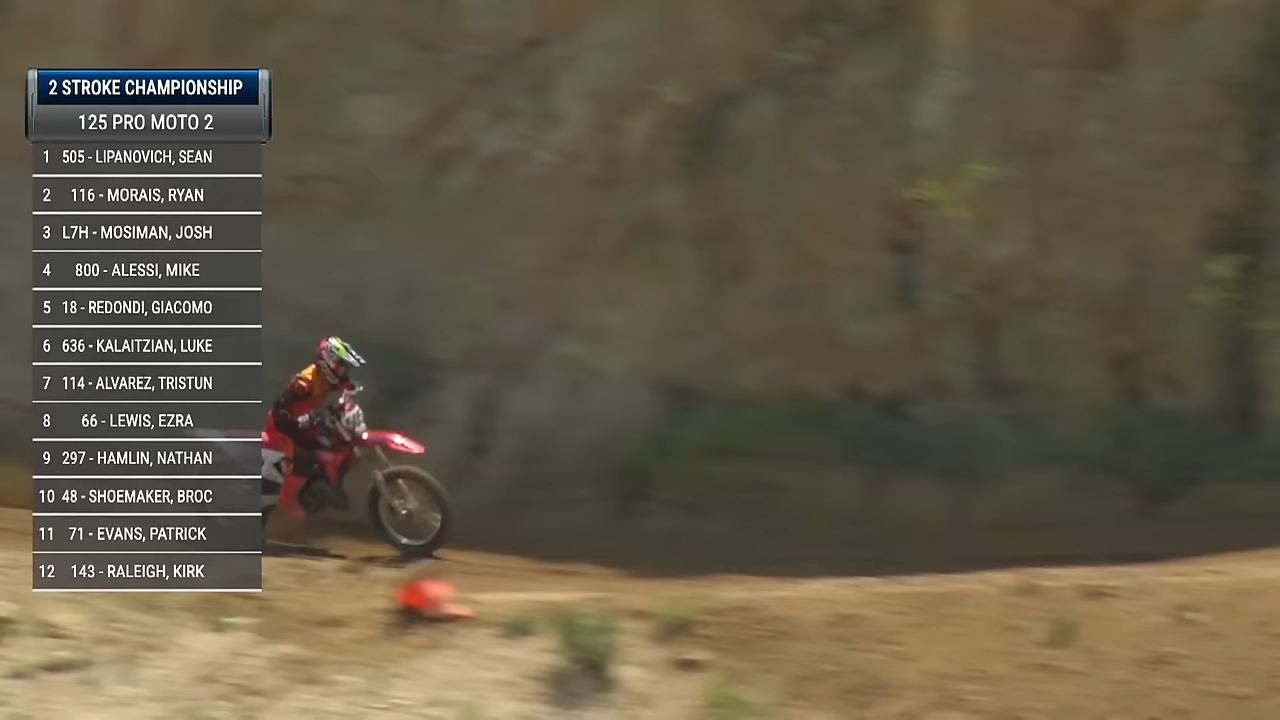 2 STROKE CHAMPIONSHIP
125 PRO MOTO 2
1 505 - LIPANOVICH, SEAN
2 116 - MORAIS, RYAN
3 L7H - MOSIMAN, JOSH
4 800 - ALESSI, MIKE
5 18 - REDONDI, GIACOMO
6 636 - KALAITZIAN, LUKE
7 114 - ALVAREZ, TRISTUN
8 66 - LEWIS, EZRA
9 297 - HAMLIN, NATHAN
10 48 - SHOEMAKER, BROC
11 71 - EVANS, PATRICK
12 143 - RALEIGH, KIRK